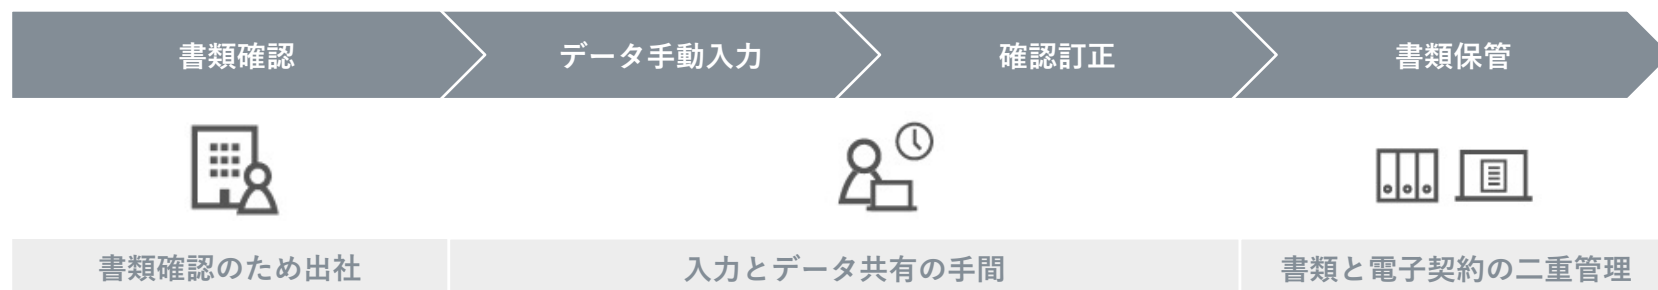 書類確認
データ手動入力
確認訂正
書類保管
書類確認のため出社
入力とデータ共有の手間
書類と電子契約の二重管理